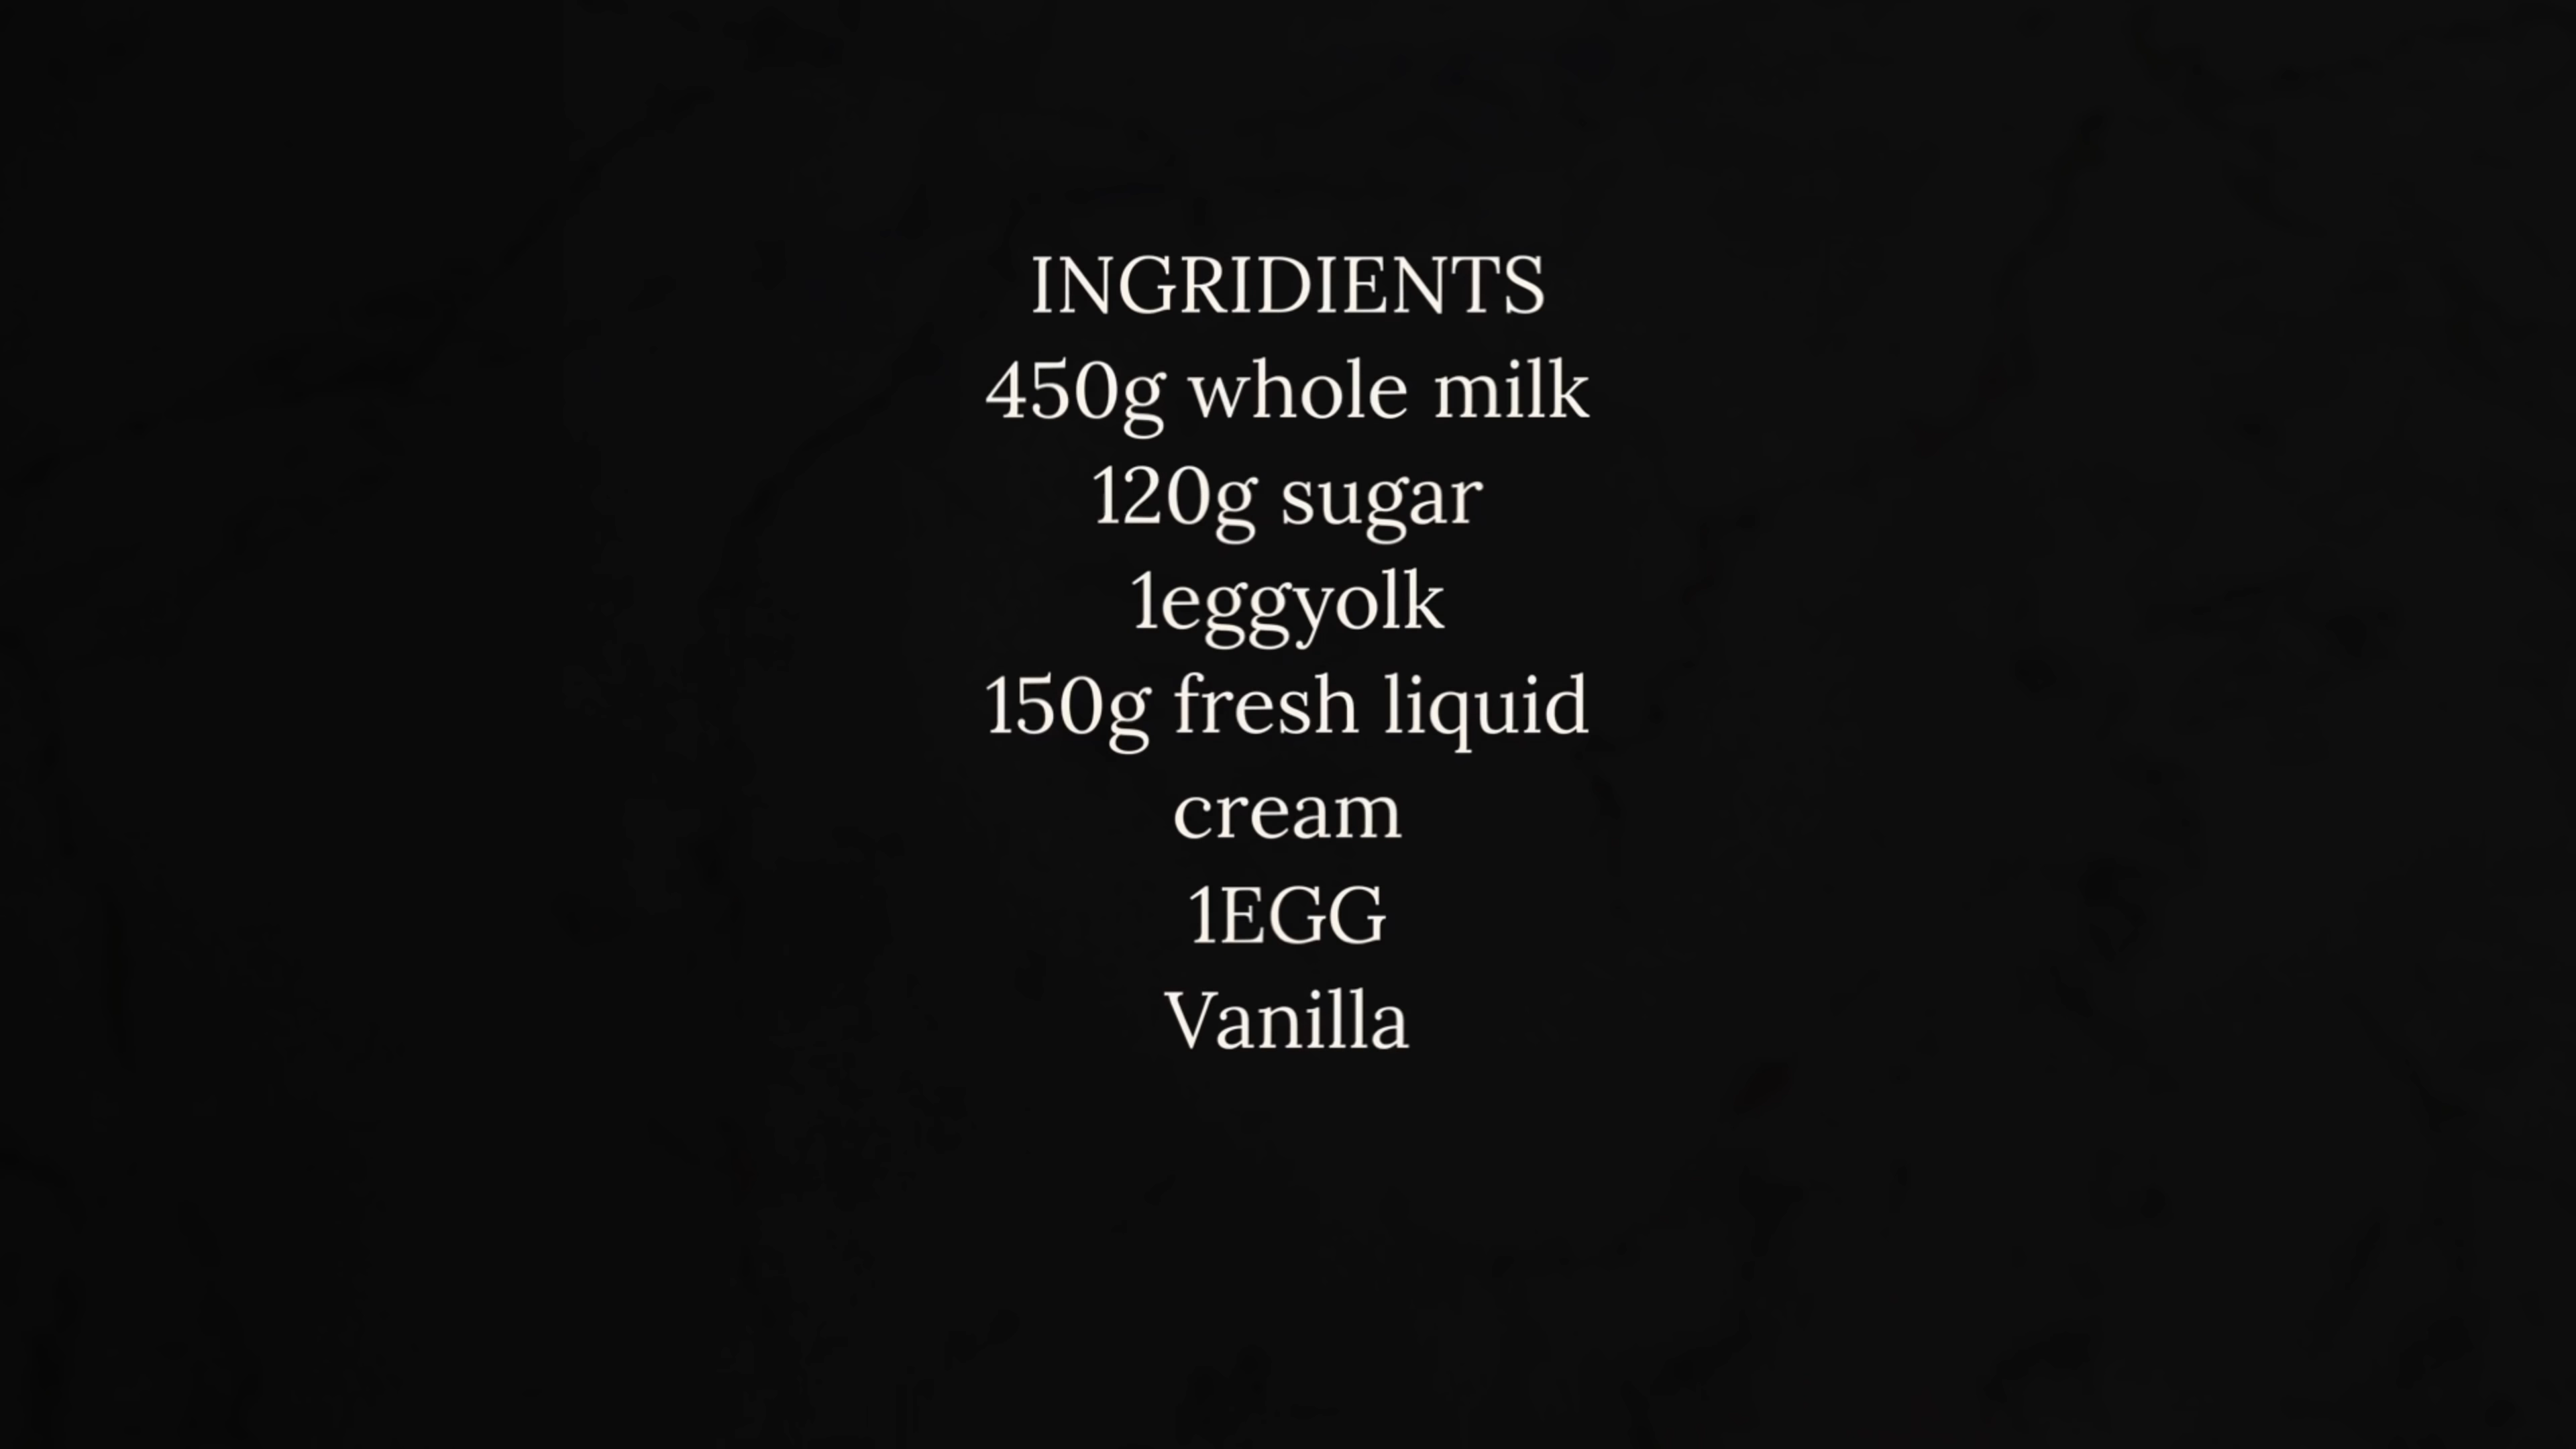 INGRIDIENTS
450g whole milk
120g sugar
1eggyolk
150g fresh liquid
cream
1EGG
Vanilla